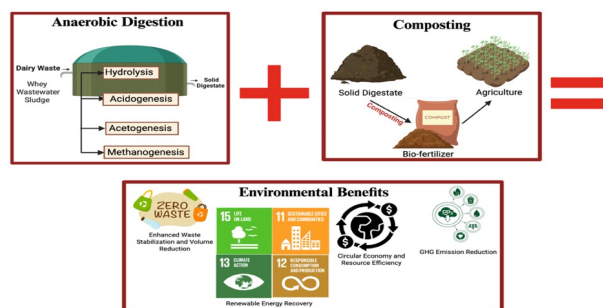 Anaerobic Digestion
Dairy Waste
Whey
Wastewater
Sludge
Hydrolysis
Acidogenesis
Acetogenesis
Methanogenesis
Solid
Digestate
Composting
Solid Digestate
Composting
COMPOST
Bio-fertilizer
Agriculture
Environmental Benefits
ZERO
WASTE
Enhanced Waste
Stabilization and Volume
Reduction
15 LIFE
ON LAND
11 SUSTAINABLE CITIES
AND COMMUNITIES
13 CLIMATE
ACTION
12 RESPONSIBLE
CONSUMPTION
AND PRODUCTION
Renewable Energy Recovery
Circular Economy and
Resource Efficiency
GHG Emission Reduction